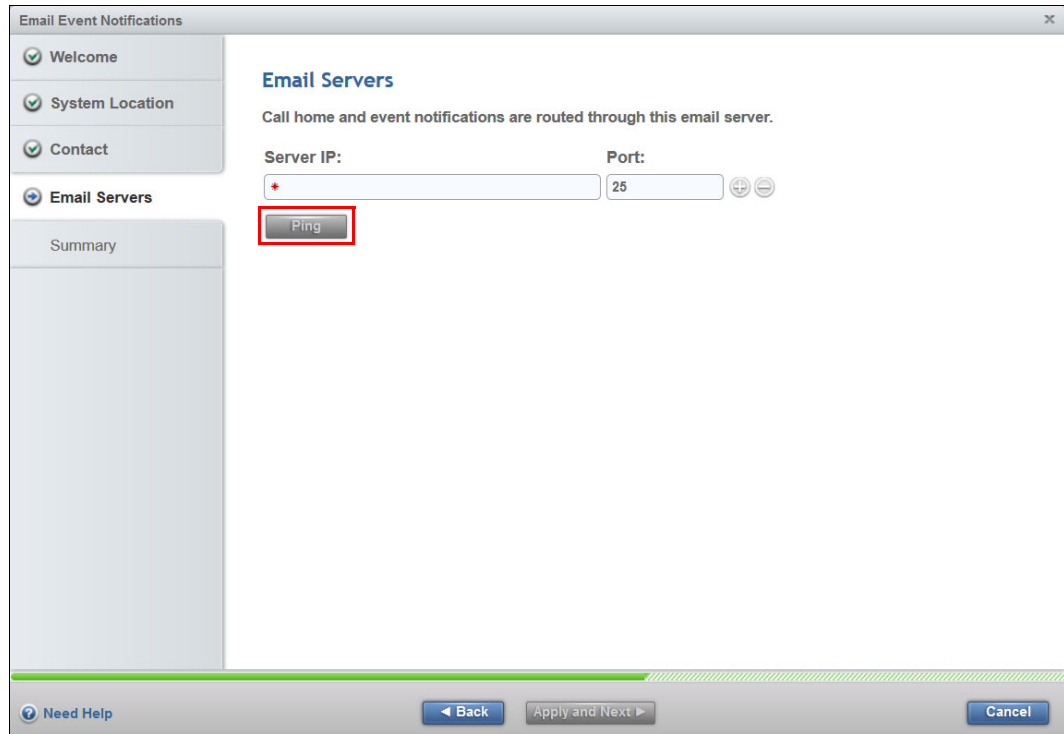 Email Event Notifications
x
Welcome
System Location
Contact
Email Servers
Summary
Email Servers
Call home and event notifications are routed through this email server.
Server IP: Port:
* 25
Ping
Need Help
◄ Back Apply and Next ► Cancel